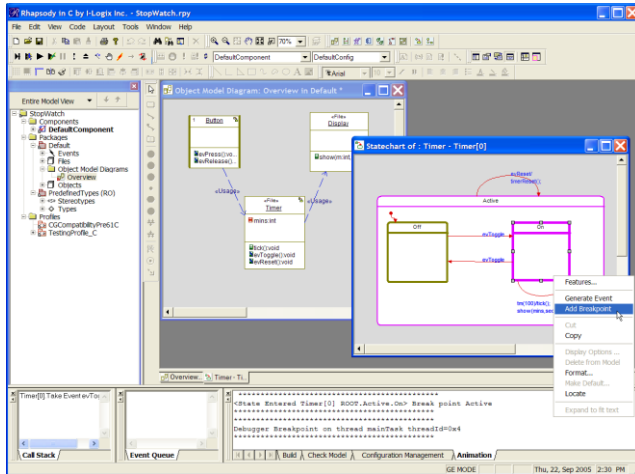 Rhapsody in C by I-Logix Inc. - StopWatch.rpy
File Edit View Code Layout Tools Window Help
70%
DefaultComponent DefaultConfig
Arial 10
Entire Model View
StopWatch
Components
DefaultComponent
Packages
Default
Events
Files
Object Model Diagrams
Overview
Objects
PredefinedTypes (RO)
Stereotypes
Types
Profiles
CGCompatibilityPre61C
TestingProfile_C
Object Model Diagram: Overview in Default *
1 Button
evPress():vo...
evRelease()...
«File»
Display
show(m:int,
«Usage»
«Usage»
«File»
Timer
mins:int
tick():void
evToggle():void
evReset():void
Statechart of : Timer - Timer[0]
evReset/
Active
Off
On
evToggle
evToggle
tm(100)/tick();
show(mins,sec
Features...
Generate Event
Add Breakpoint
Cut
Copy
Display Options ...
Delete from Model
Format...
Make Default...
Locate
Expand to fit text
Overview... Timer - Ti...
Timer[0] Take Event evTo
Call Stack
Event Queue
*******************************************
<State Entered Timer[0] ROOT.Active.On> Break point Active
*******************************************
*******************************************
Debugger Breakpoint on thread mainTask threadId=0x4
*******************************************
Build Check Model Configuration Management Animation
GE MODE Thu, 22, Sep 2005 2:30 PM